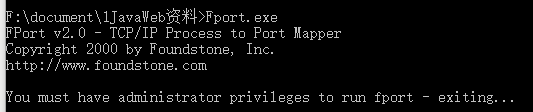 F:\document\1JavaWeb资料>Fport.exe
FPort v2.0 - TCP/IP Process to Port Mapper
Copyright 2000 by Foundstone, Inc.
http://www.foundstone.com
You must have administrator privileges to run fport - exiting...